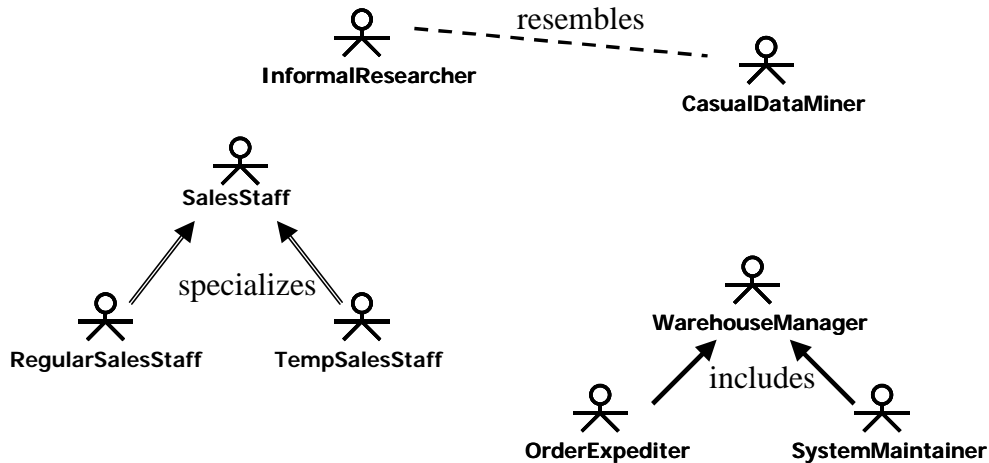 resembles
InformalResearcher
CasualDataMiner
SalesStaff
specializes
RegularSalesStaff
TempSalesStaff
WarehouseManager
includes
OrderExpediter
SystemMaintainer